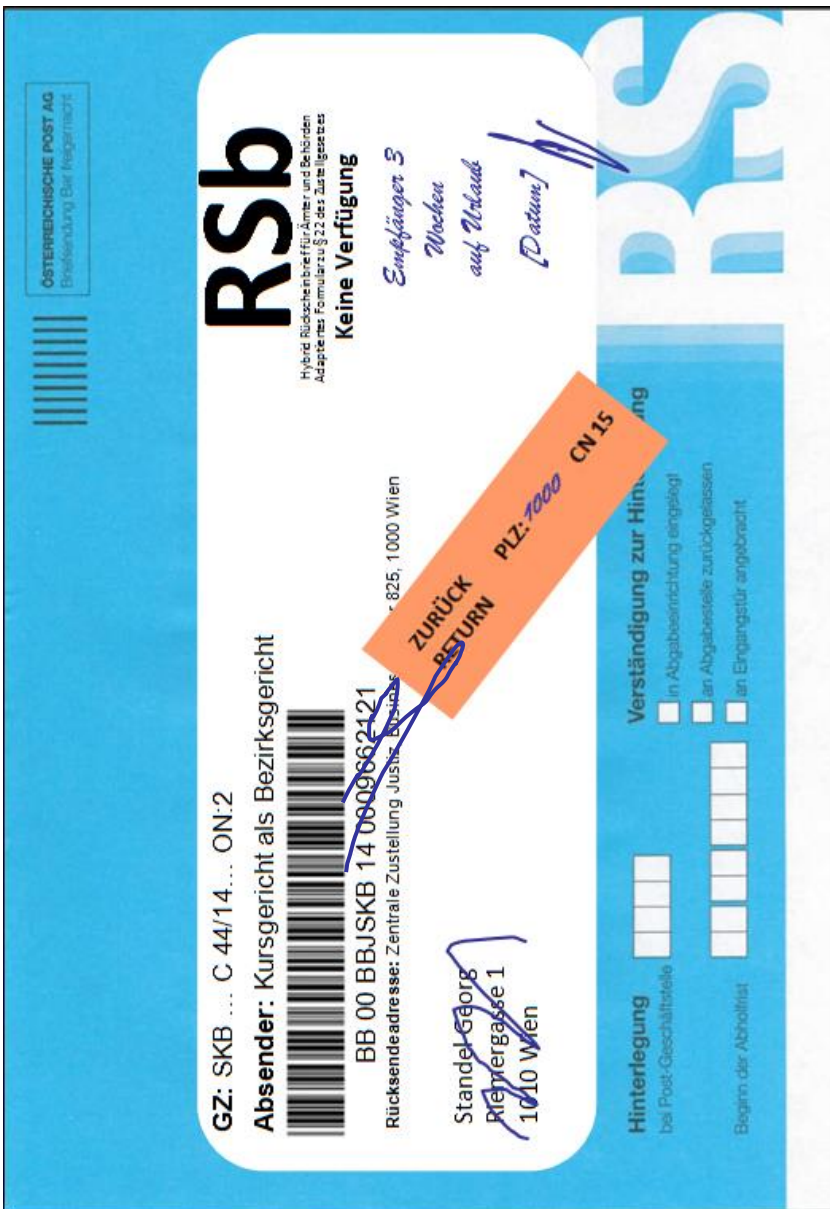 ÖSTERREICHISCHE POST AG
Briefsendung Bar freigemacht
GZ: SKB ... C 44/14... ON:2
RSb
Absender: Kursgericht als Bezirksgericht
Hybrid Rückscheinbrief für Ämter und Behörden
Adaptiertes Formular zu § 22 des Zustellgesetzes
Keine Verfügung
BB 00 BBJSKB 14 0009662121
Rücksendeadresse: Zentrale Zustellung Justiz Business 825, 1000 Wien
Empfänger 3
Wochen
auf Urlaub
[Datum]
ZURÜCK
RETURN
PLZ: 1000 CN 15
Standel Georg
Riemergasse 1
1010 Wien
RS
Hinterlegung
bei Post-Geschäftsstelle
Beginn der Abholfrist
Verständigung zur Hint ng
in Abgabeeinrichtung eingelegt
an Abgabestelle zurückgelassen
an Eingangstür angebracht